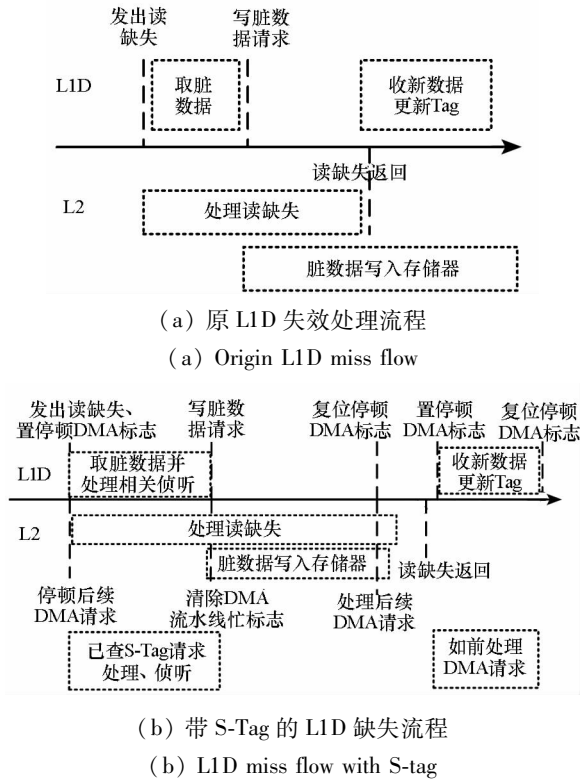 发出读
缺失
写脏数
据请求
L1D
取脏
数据
收新数据
更新Tag
读缺失返回
L2
处理读缺失
脏数据写入存储器
(a) 原 L1D 失效处理流程
(a) Origin L1D miss flow
发出读缺失、
置停顿DMA标志
写脏数
据请求
复位停顿
DMA标志
置停顿
DMA标志
复位停顿
DMA标志
L1D
取脏数据并
处理相关侦听
收新数据
更新Tag
L2
处理读缺失
脏数据写入存储器
读缺失返回
停顿后续
DMA请求
清除DMA
流水线忙标志
处理后续
DMA请求
已查S-Tag请求
处理、侦听
如前处理
DMA请求
(b) 带 S-Tag 的 L1D 缺失流程
(b) L1D miss flow with S-tag